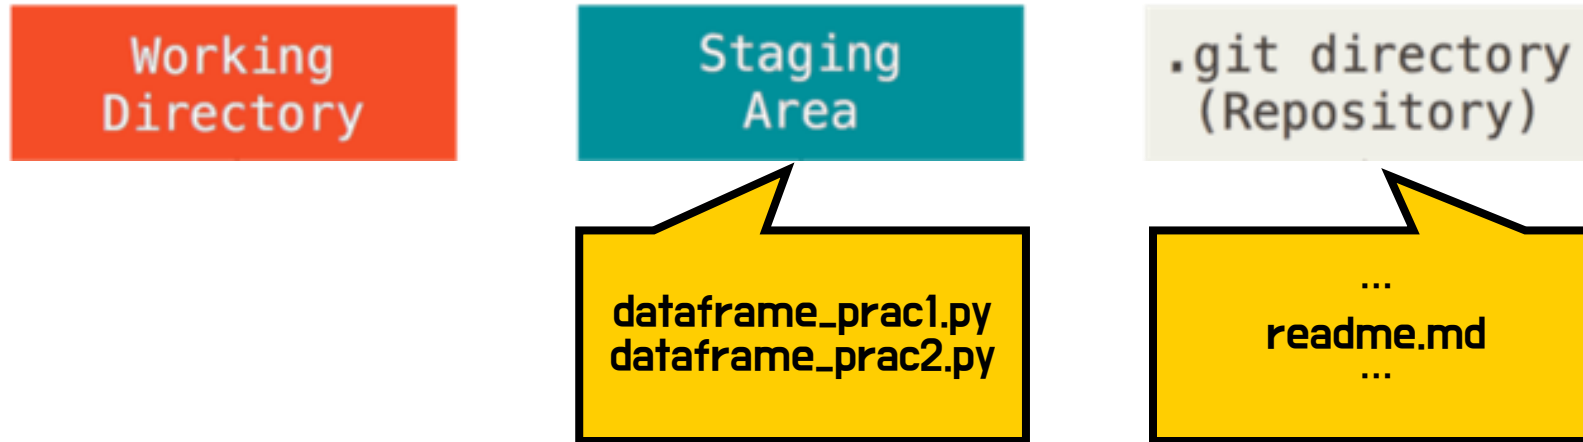 Working
Directory
Staging
Area
.git directory
(Repository)
dataframe_prac1.py
dataframe_prac2.py
...
readme.md
...